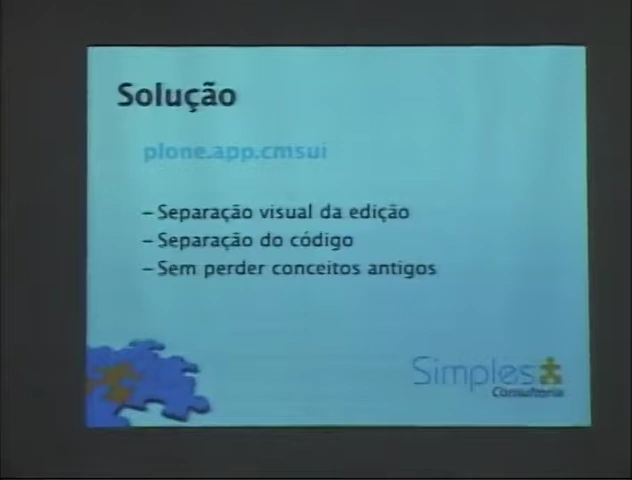 Solução
plone.app.cmsui
– Separação visual da edição
– Separação do código
– Sem perder conceitos antigos
Simples
Consultoria